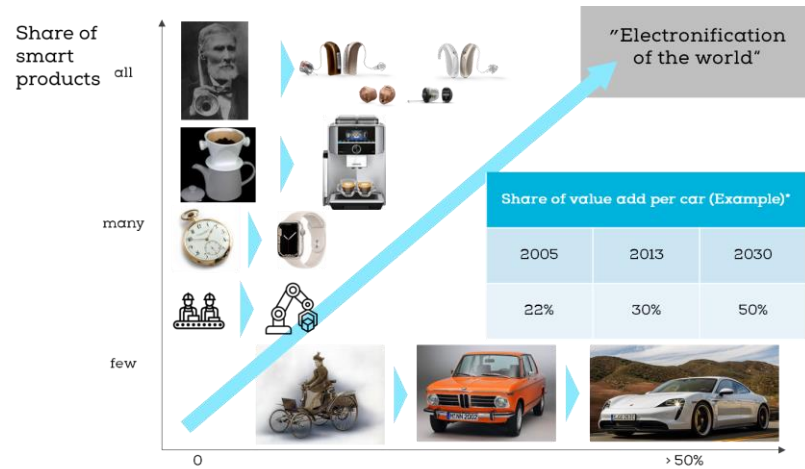 Share of
smart
products
all
many
few
"Electronification
of the world"
Share of value add per car (Example)*
2005 2013 2030
22% 30% 50%
0
>50%